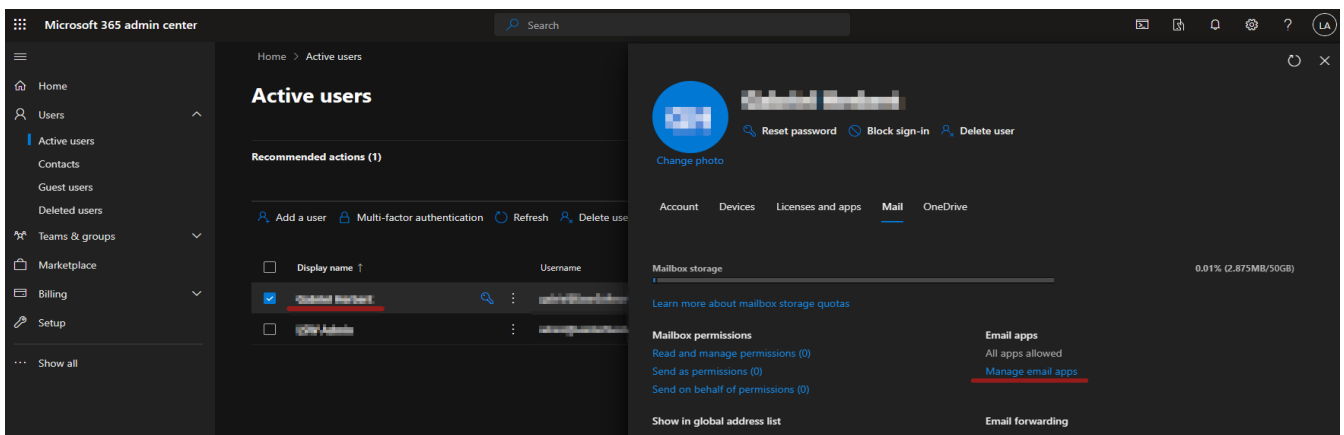 Microsoft 365 admin center
Search
LA
Home > Active users
Home
Users
Active users
Contacts
Guest users
Deleted users
Teams & groups
Marketplace
Billing
Setup
Show all
Active users
Recommended actions (1)
Add a user Multi-factor authentication Refresh Delete use
Display name ↑ Username
Reset password Block sign-in Delete user
Change photo
Account Devices Licenses and apps Mail OneDrive
Mailbox storage 0.01% (2.875MB/50GB)
Learn more about mailbox storage quotas
Mailbox permissions
Read and manage permissions (0)
Send as permissions (0)
Send on behalf of permissions (0)
Email apps
All apps allowed
Manage email apps
Show in global address list
Email forwarding